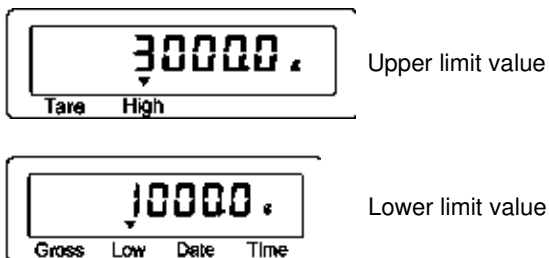 3000.0 g
Upper limit value
Tare High
1000.0 g
Lower limit value
Gross Low Date Time